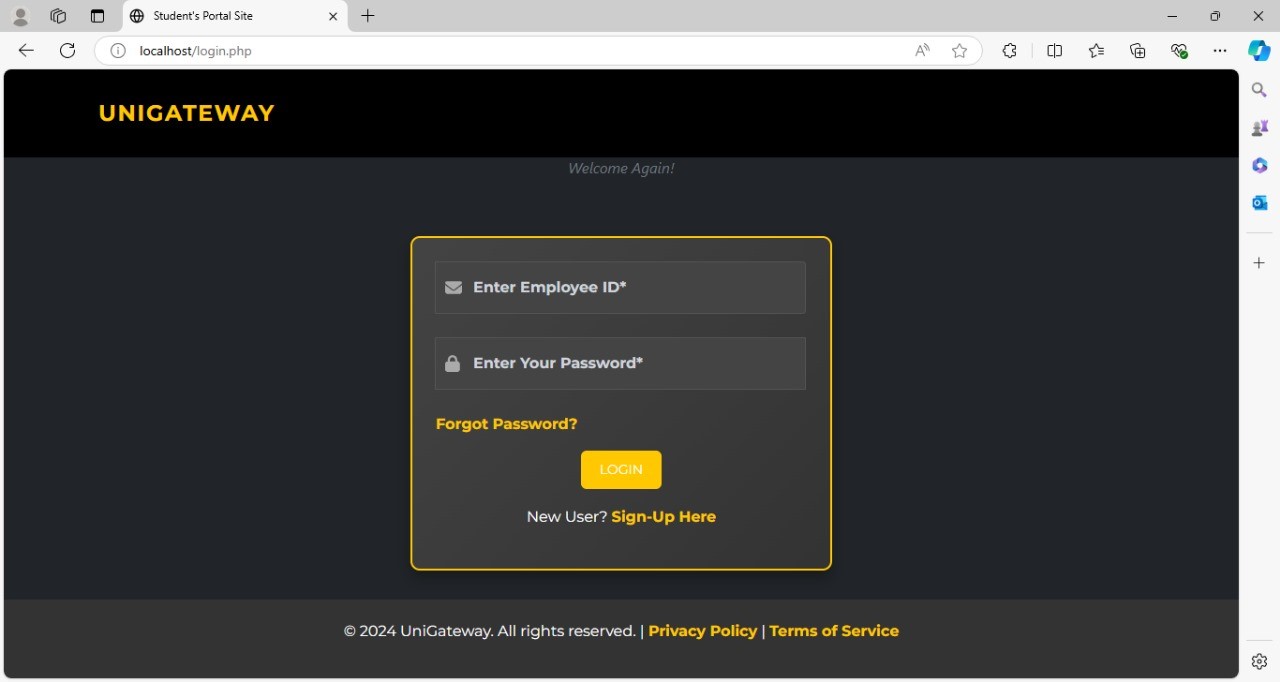 Student's Portal Site
localhost/login.php
UNIGATEWAY
Welcome Again!
Enter Employee ID*
Enter Your Password*
Forgot Password?
LOGIN
New User? Sign-Up Here
© 2024 UniGateway. All rights reserved. | Privacy Policy | Terms of Service